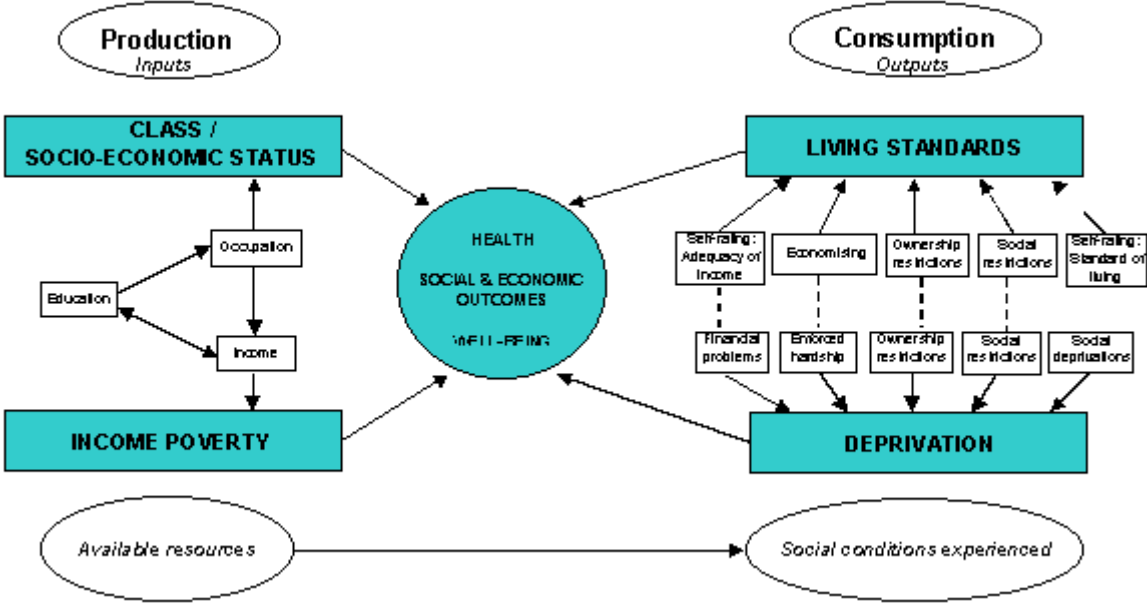 Production
Inputs
Consumption
Outputs
CLASS /
SOCIO-ECONOMIC STATUS
LIVING STANDARDS
Occupation
Education
Income
HEALTH
SOCIAL & ECONOMIC
OUTCOMES
WELL-BEING
Self-rating:
Adequacy of
Income
Economising
Ownership
restrictions
Social
restrictions
Self-rating:
Standard of
living
Financial
problems
Enforced
hardship
Ownership
restrictions
Social
restrictions
Social
deprivations
INCOME POVERTY
DEPRIVATION
Available resources
Social conditions experienced